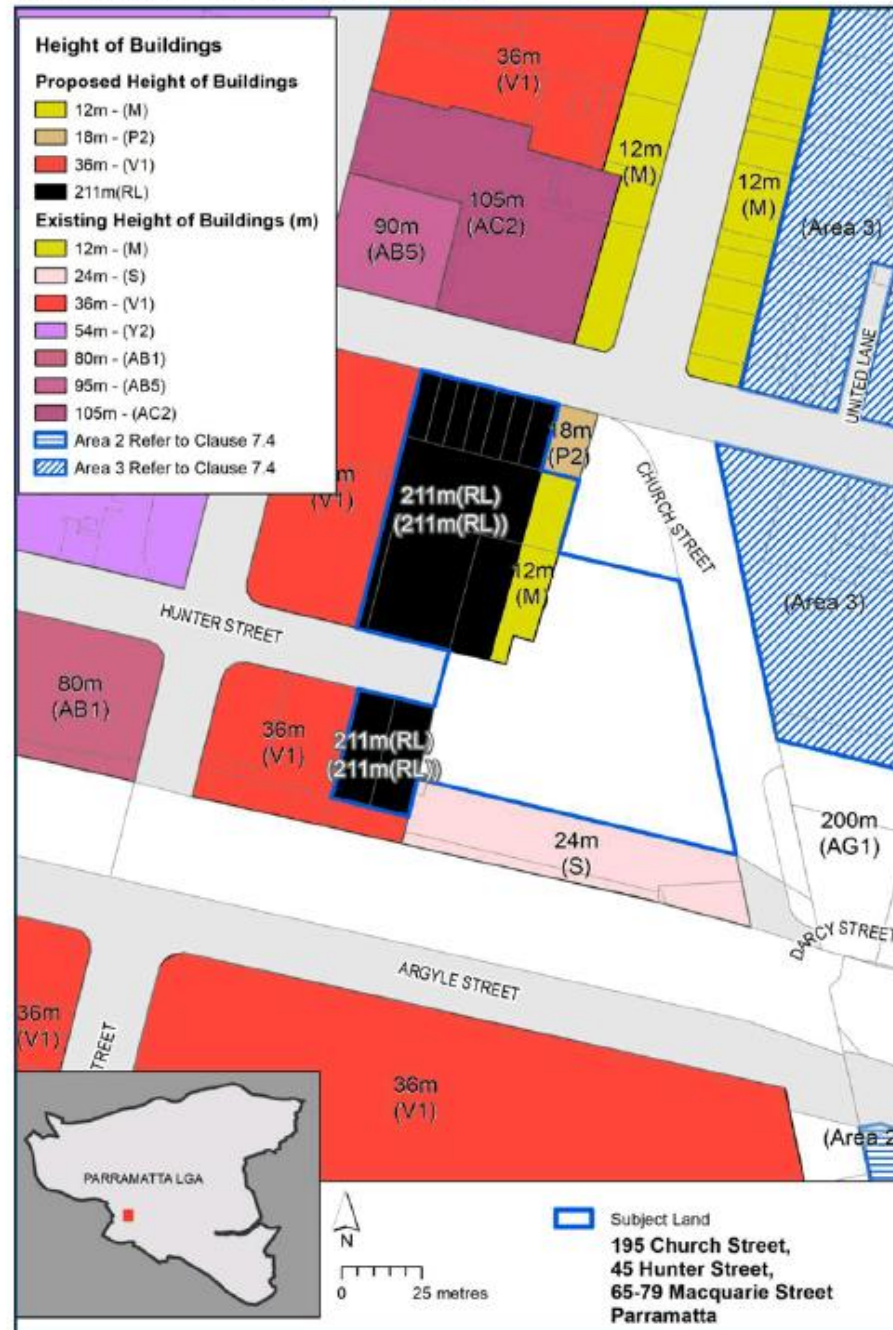 Height of Buildings
Proposed Height of Buildings
12m - (M)
18m - (P2)
36m - (V1)
211m(RL)
Existing Height of Buildings (m)
12m - (M)
24m - (S)
36m - (V1)
54m - (Y2)
80m - (AB1)
95m - (AB5)
105m - (AC2)
Area 2 Refer to Clause 7.4
Area 3 Refer to Clause 7.4
36m
(V1)
12m
(M)
12m
(M)
(Area 3)
105m
(AC2)
90m
(AB5)
UNITED LANE
18m
(P2)
CHURCH STREET
m
(V1)
211m(RL)
(211m(RL))
12m
(M)
(Area 3)
HUNTER STREET
80m
(AB1)
36m
(V1)
211m(RL)
(211m(RL))
24m
(S)
200m
(AG1)
DARCY STREET
ARGYLE STREET
36m
(V1)
TREET
36m
(V1)
(Area 2
PARRAMATTA LGA
N
0 25 metres
Subject Land
195 Church Street,
45 Hunter Street,
65-79 Macquarie Street
Parramatta